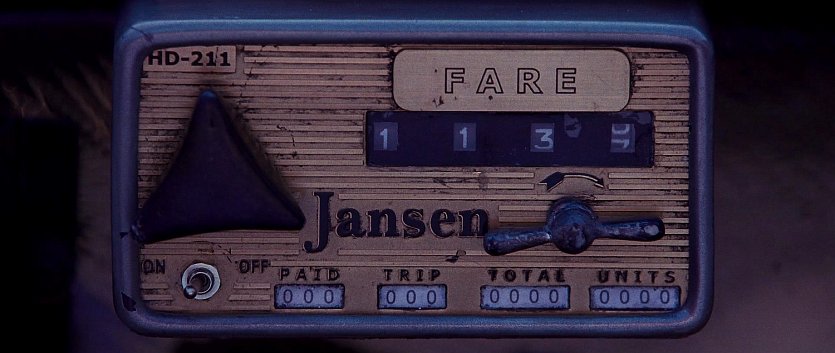 HD-211
FARE
1 1 3
Jansen
ON OFF
PAID TRIP TOTAL UNITS
000 000 0000 0000